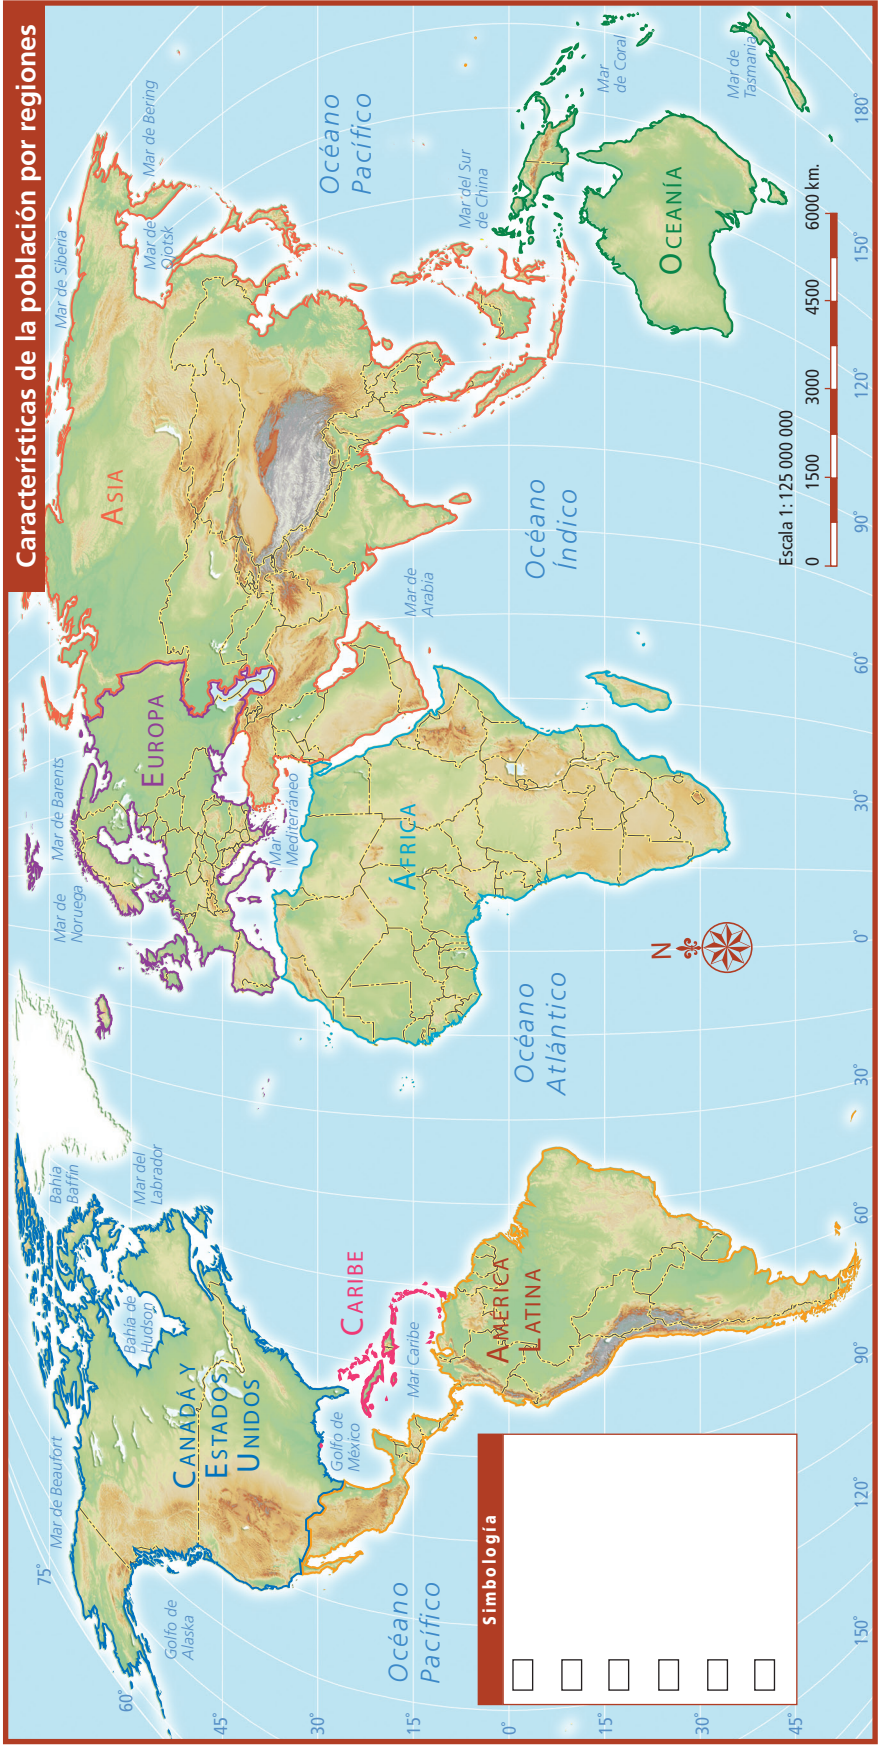 Características de la población por regiones
Mar de Siberia
Mar de Bering
Mar de
Ojotsk
Océano
Pacífico
Mar del Sur
de China
Mar
de Coral
Mar de
Tasmania
ASIA
EUROPA
OCEANÍA
Mar de
Arabia
Océano
Índico
Mar de Barents
Mar de
Noruega
Mar
Mediterráneo
ÁFRICA
Océano
Atlántico
N
Bahía
Baffin
Mar del
Labrador
Bahía de
Hudson
Mar de Beaufort
CANADÁ Y
ESTADOS
UNIDOS
Golfo de
Alaska
Golfo de
México
CARIBE
Mar Caribe
AMÉRICA
LATINA
Océano
Pacífico
Simbología
Escala 1: 125 000 000
0 1500 3000 4500 6000 km.
75°
60°
45°
30°
15°
0°
15°
30°
45°
150° 120° 90° 60° 30° 0° 30° 60° 90° 120° 150° 180°